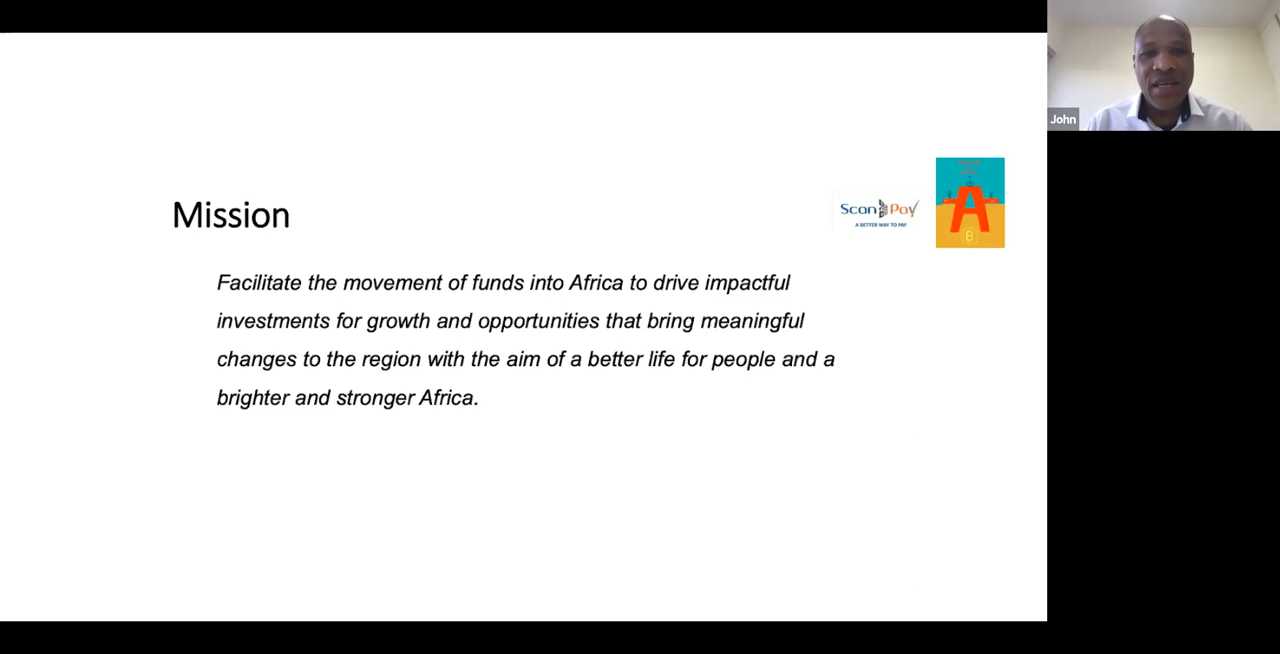 John
Mission
Scan Pay
A BETTER WAY TO PAY
A
B
Facilitate the movement of funds into Africa to drive impactful
investments for growth and opportunities that bring meaningful
changes to the region with the aim of a better life for people and a
brighter and stronger Africa.